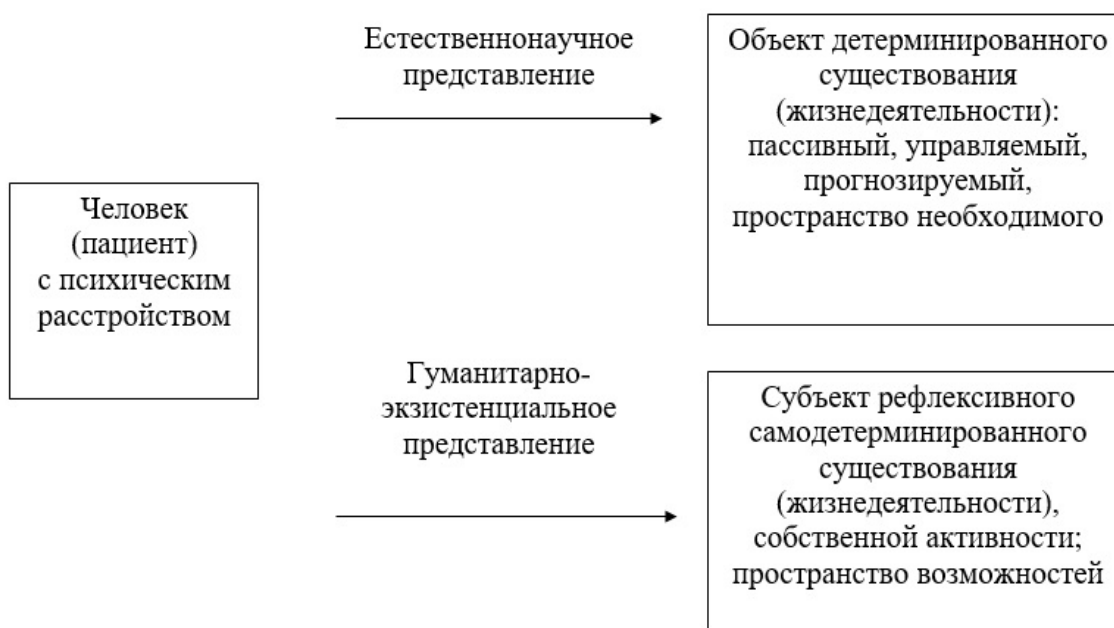 Человек
(пациент)
с психическим
расстройством
Естественнонаучное
представление
Объект детерминированного
существования
(жизнедеятельности):
пассивный, управляемый,
прогнозируемый,
пространство необходимого
Гуманитарно-
экзистенциальное
представление
Субъект рефлексивного
самодетерминированного
существования
(жизнедеятельности),
собственной активности;
пространство возможностей